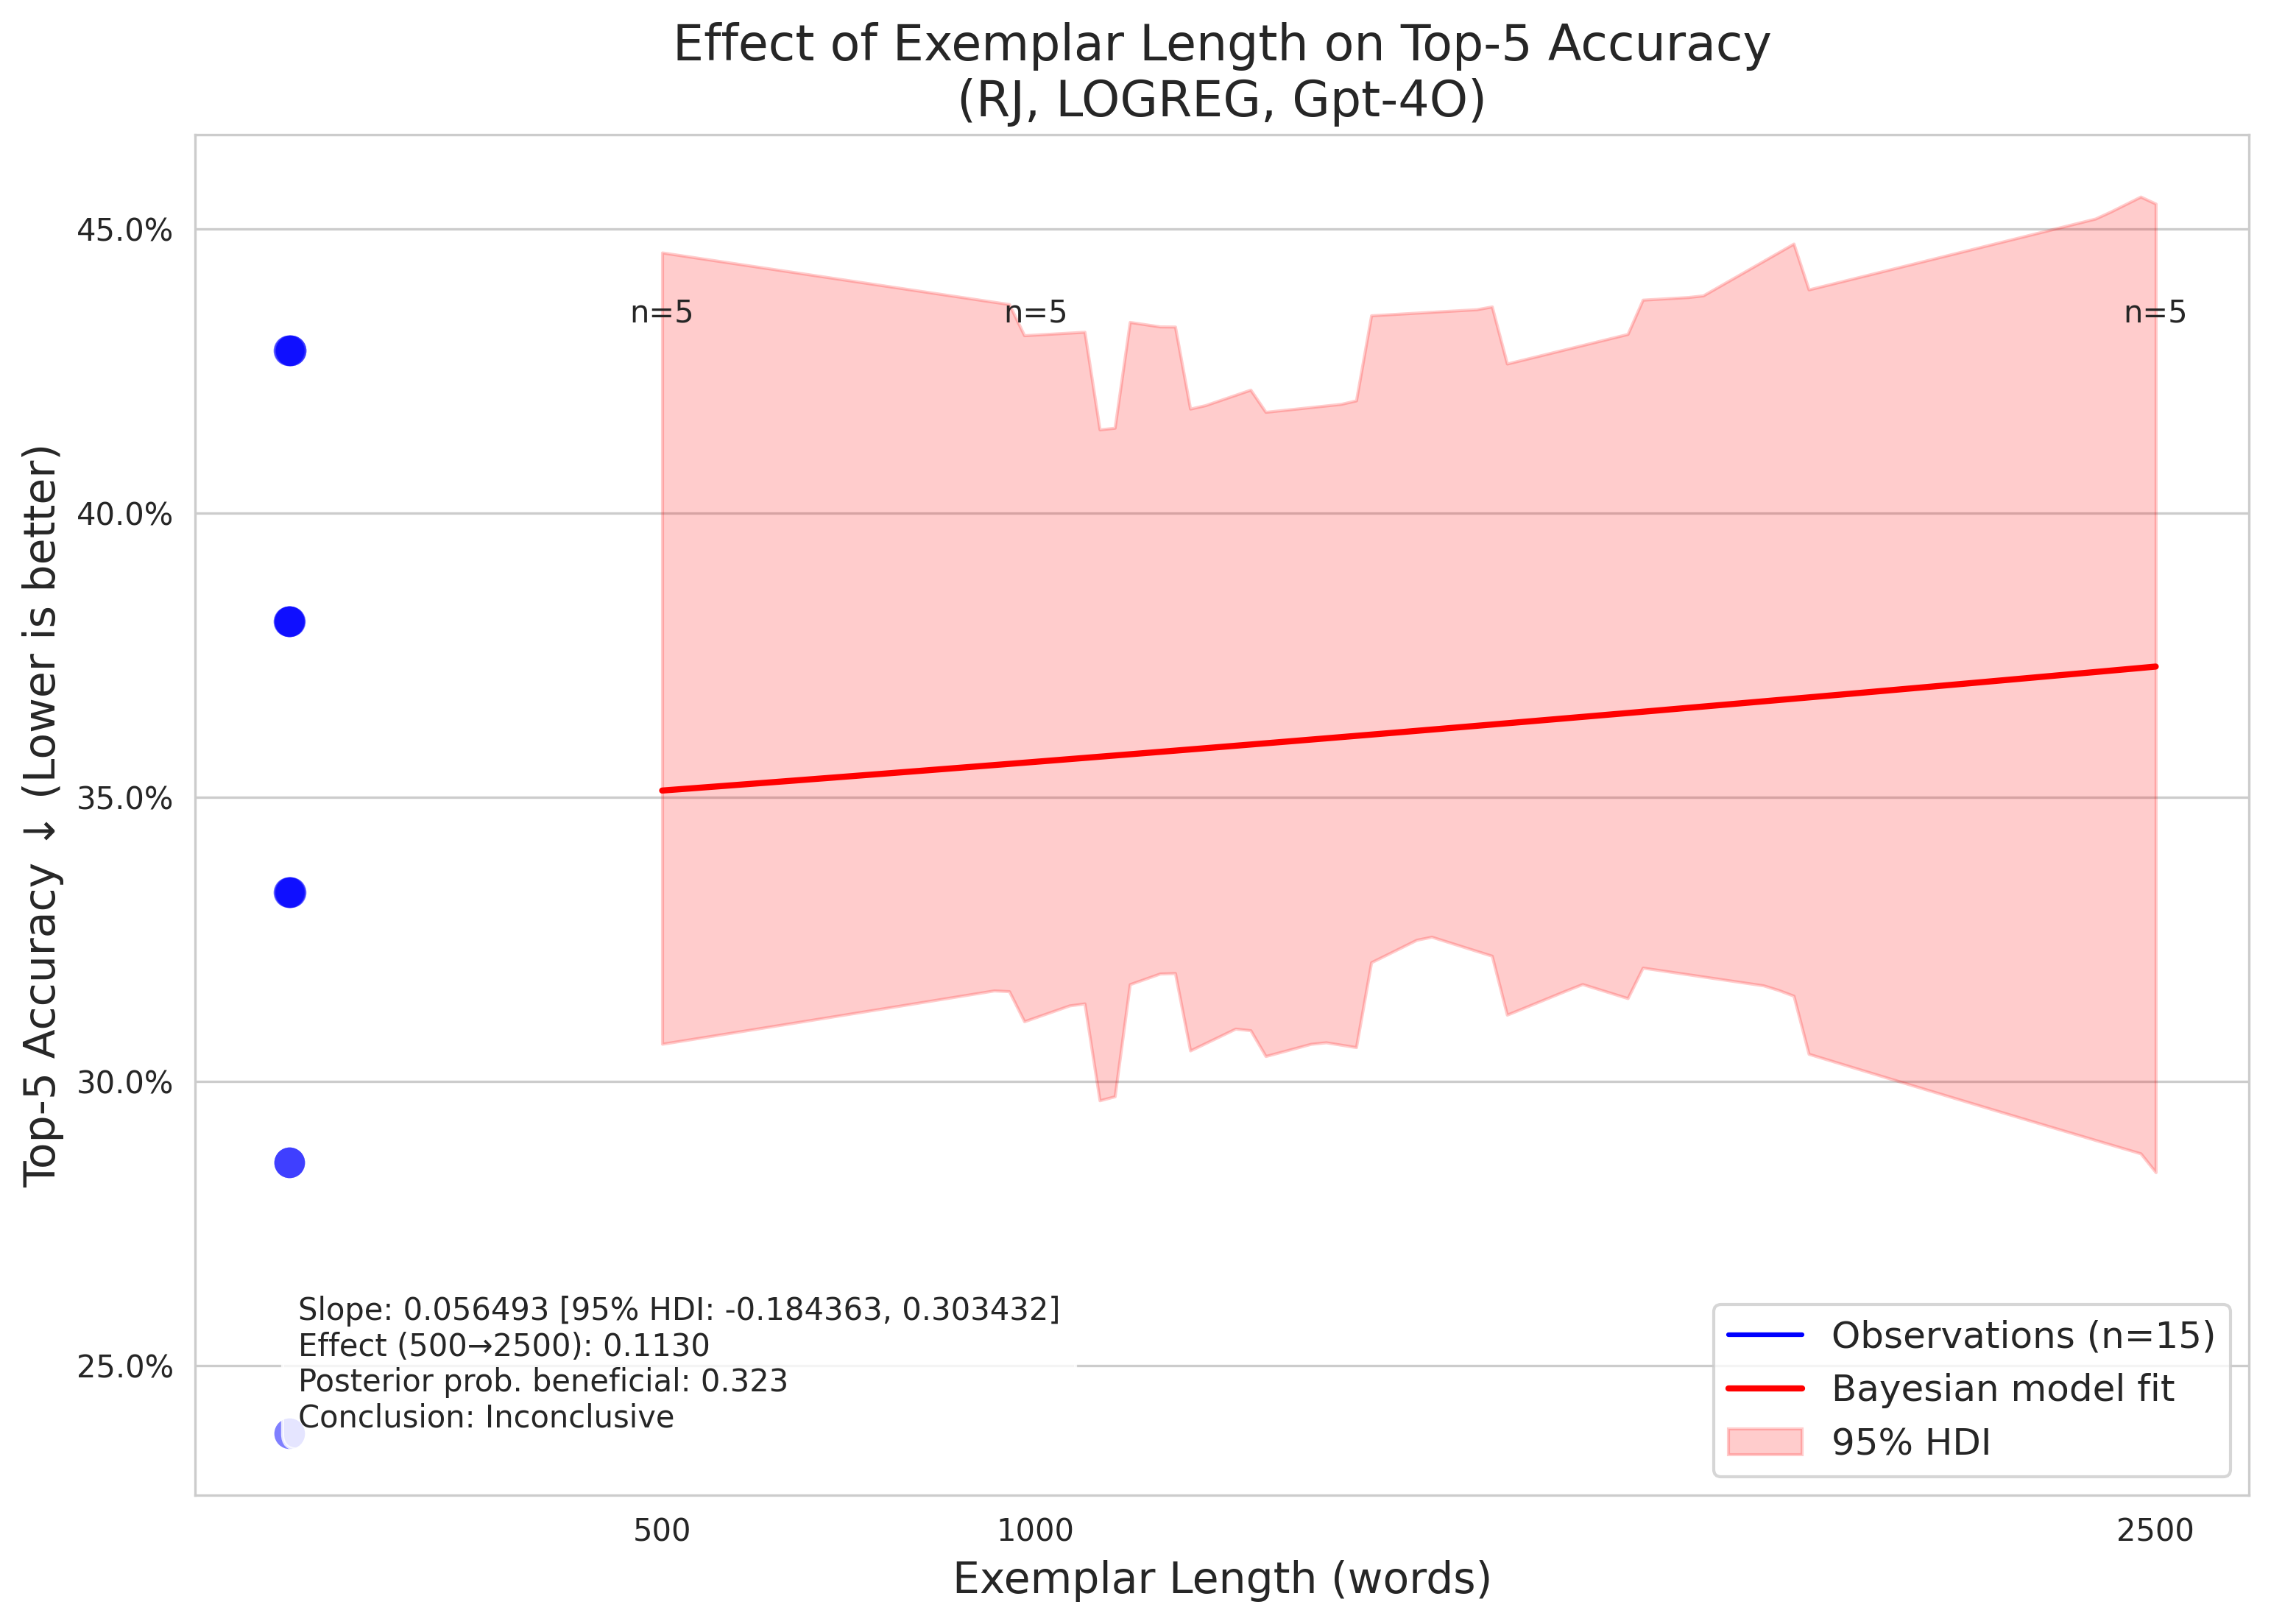 Effect of Exemplar Length on Top-5 Accuracy
(RJ, LOGREG, Gpt-4O)
Top-5 Accuracy ↓ (Lower is better)
45.0%
40.0%
35.0%
30.0%
25.0%
n=5
n=5
n=5
Slope: 0.056493 [95% HDI: -0.184363, 0.303432]
Effect (500→2500): 0.1130
Posterior prob. beneficial: 0.323
Conclusion: Inconclusive
Observations (n=15)
Bayesian model fit
95% HDI
500
1000
2500
Exemplar Length (words)